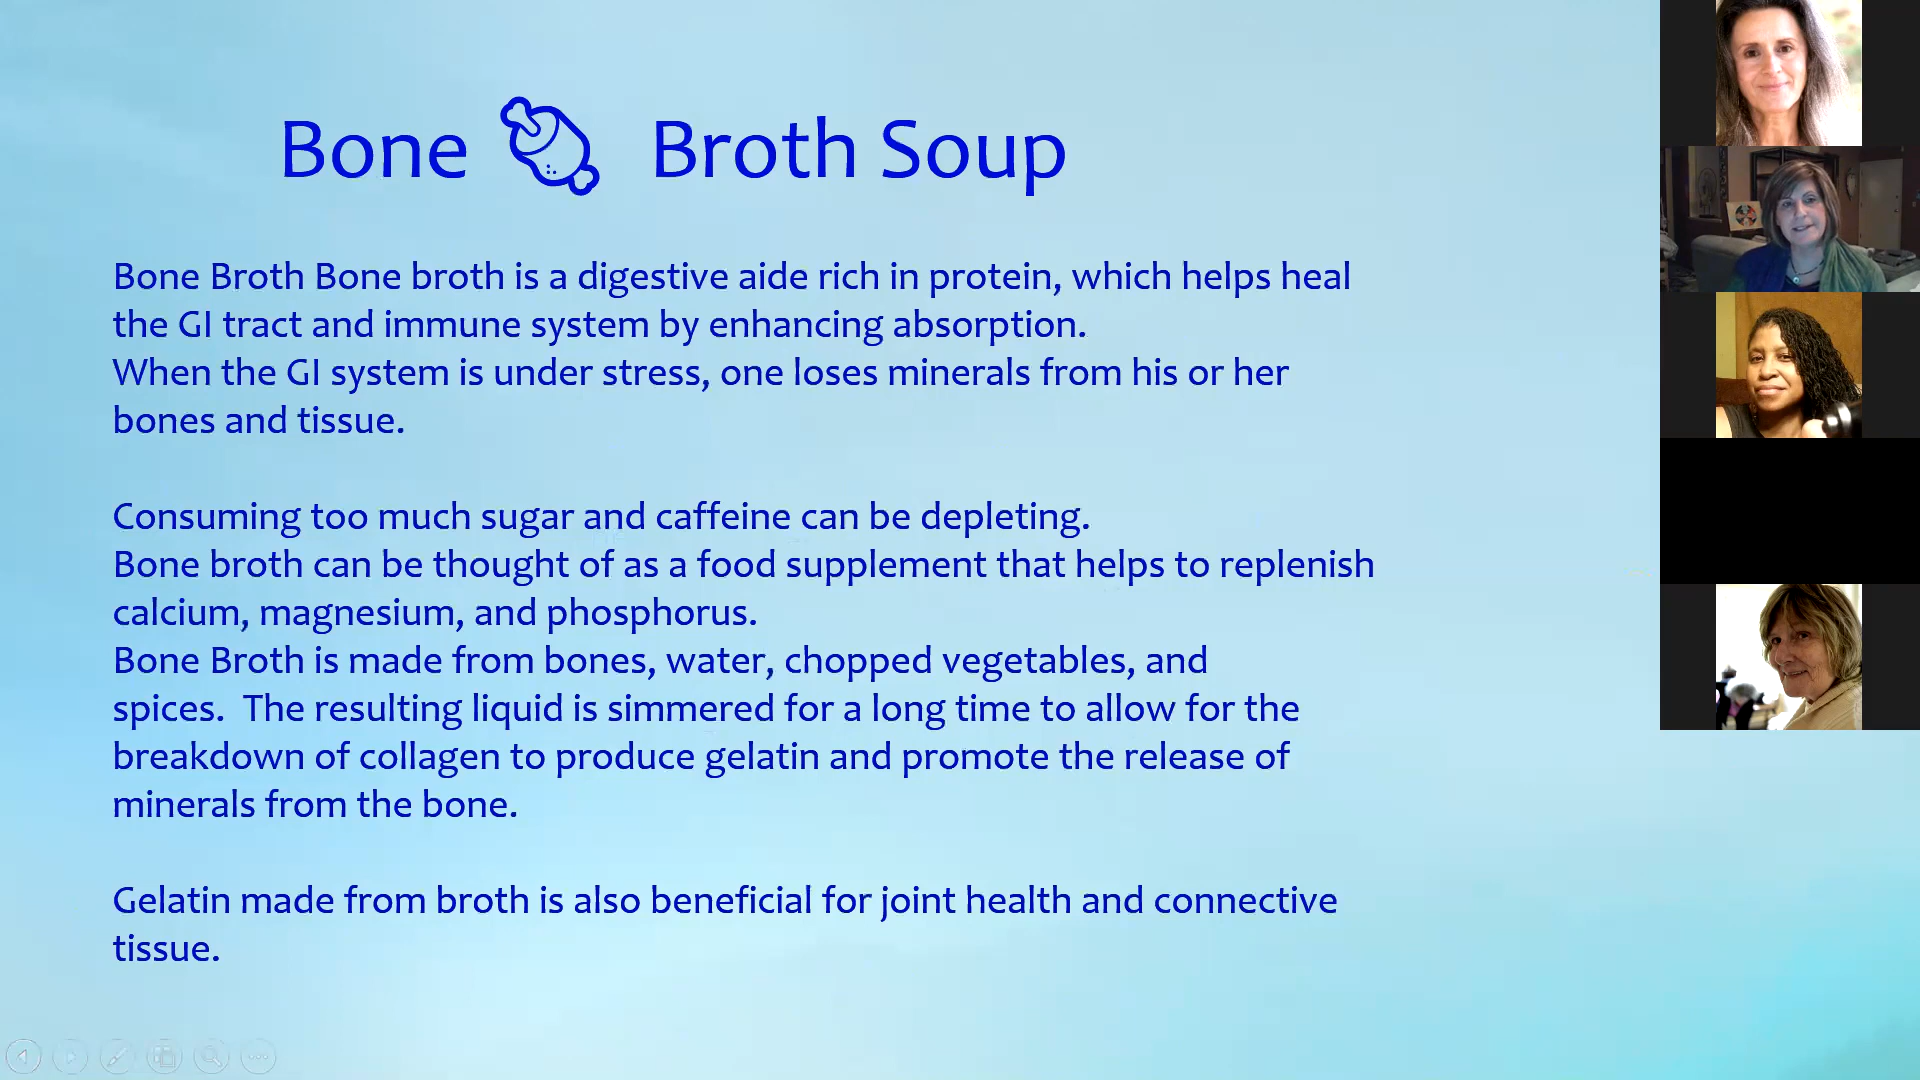 Bone Broth Soup
Bone Broth Bone broth is a digestive aide rich in protein, which helps heal
the GI tract and immune system by enhancing absorption.
When the GI system is under stress, one loses minerals from his or her
bones and tissue.
Consuming too much sugar and caffeine can be depleting.
Bone broth can be thought of as a food supplement that helps to replenish
calcium, magnesium, and phosphorus.
Bone Broth is made from bones, water, chopped vegetables, and
spices.  The resulting liquid is simmered for a long time to allow for the
breakdown of collagen to produce gelatin and promote the release of
minerals from the bone.
Gelatin made from broth is also beneficial for joint health and connective
tissue.